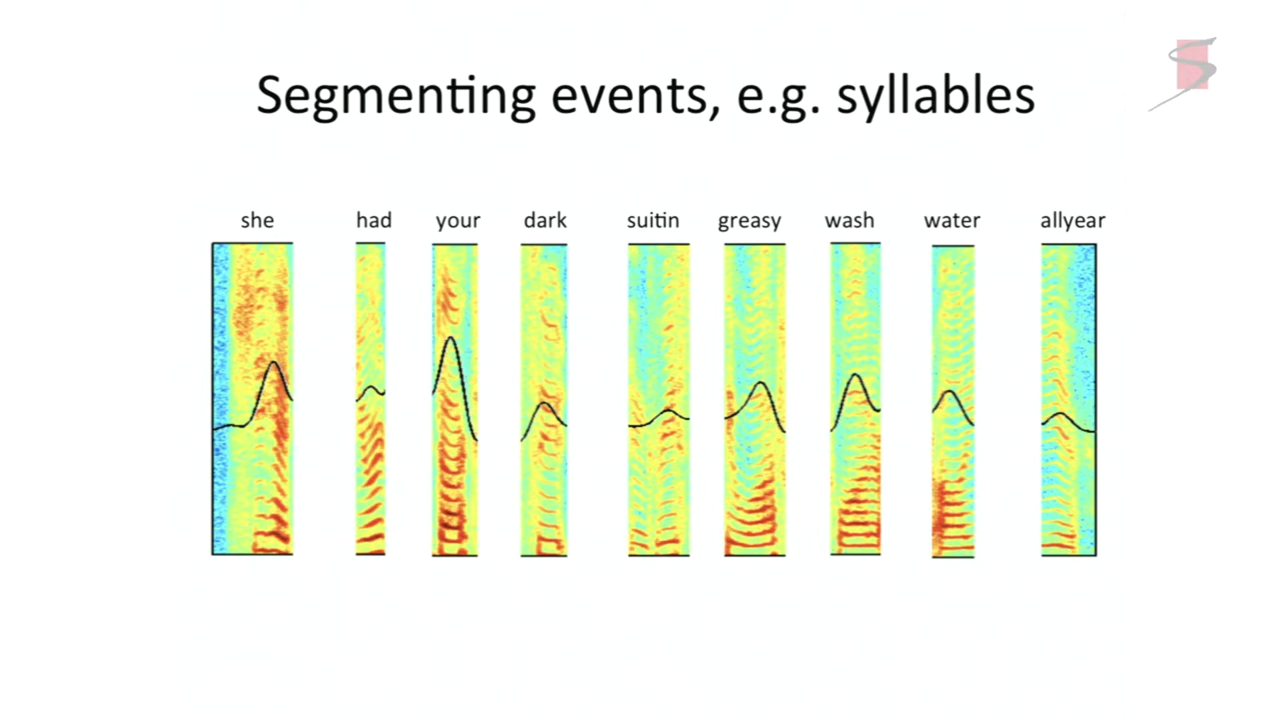 Segmenting events, e.g. syllables
she had your dark suitin greasy wash water allyear